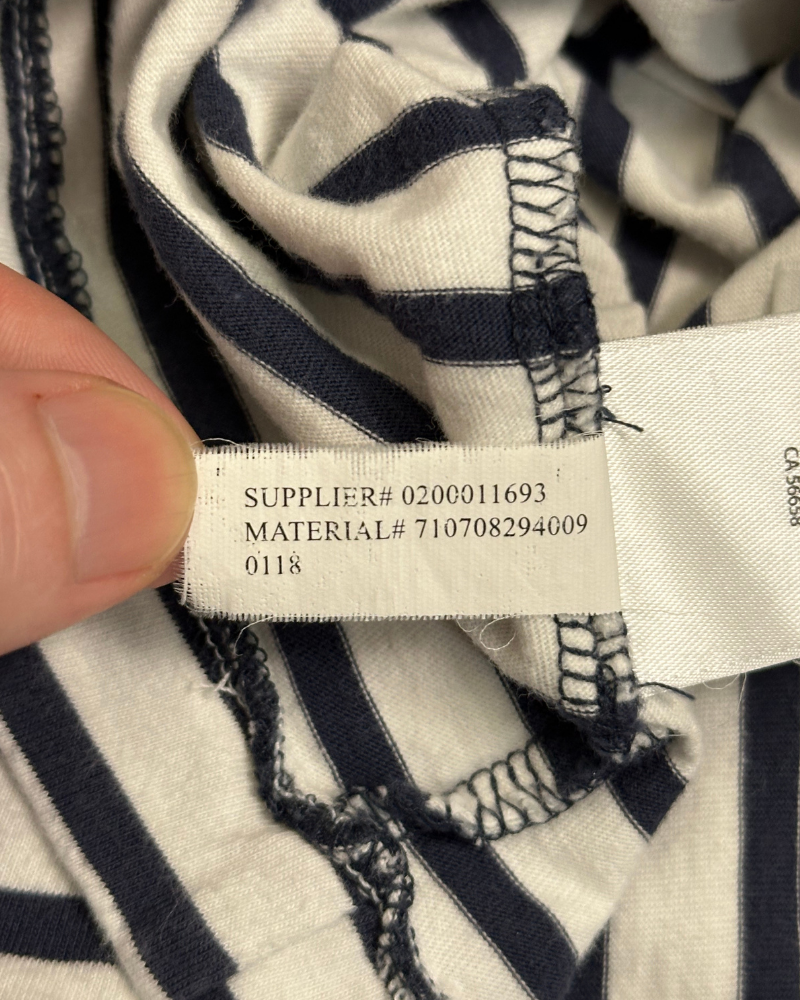 SUPPLIER# 0200011693
MATERIAL# 710708294009
0118
CA 56658